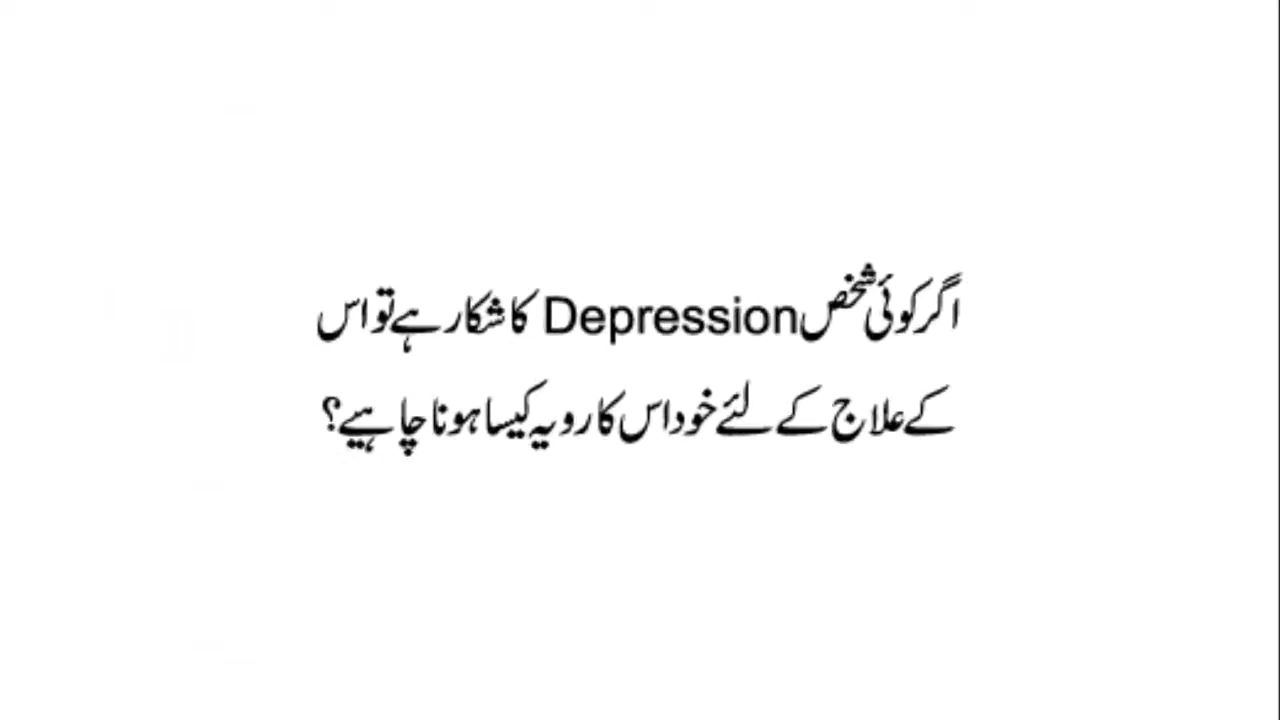 اگر کوئی شخص Depression کا شکار ہے تو اس
کے علاج کے لئے خود اس کا رویہ کیسا ہونا چاہیے؟